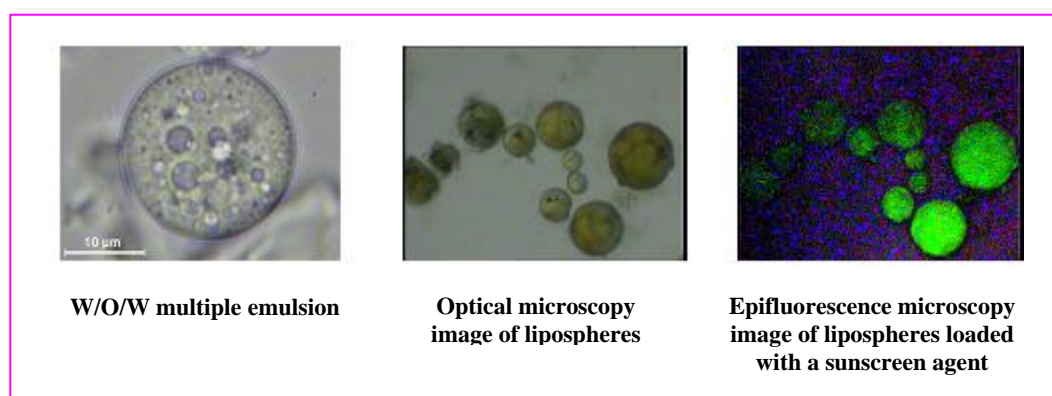 10 µm
W/O/W multiple emulsion
Optical microscopy
image of lipospheres
Epifluorescence microscopy
image of lipospheres loaded
with a sunscreen agent